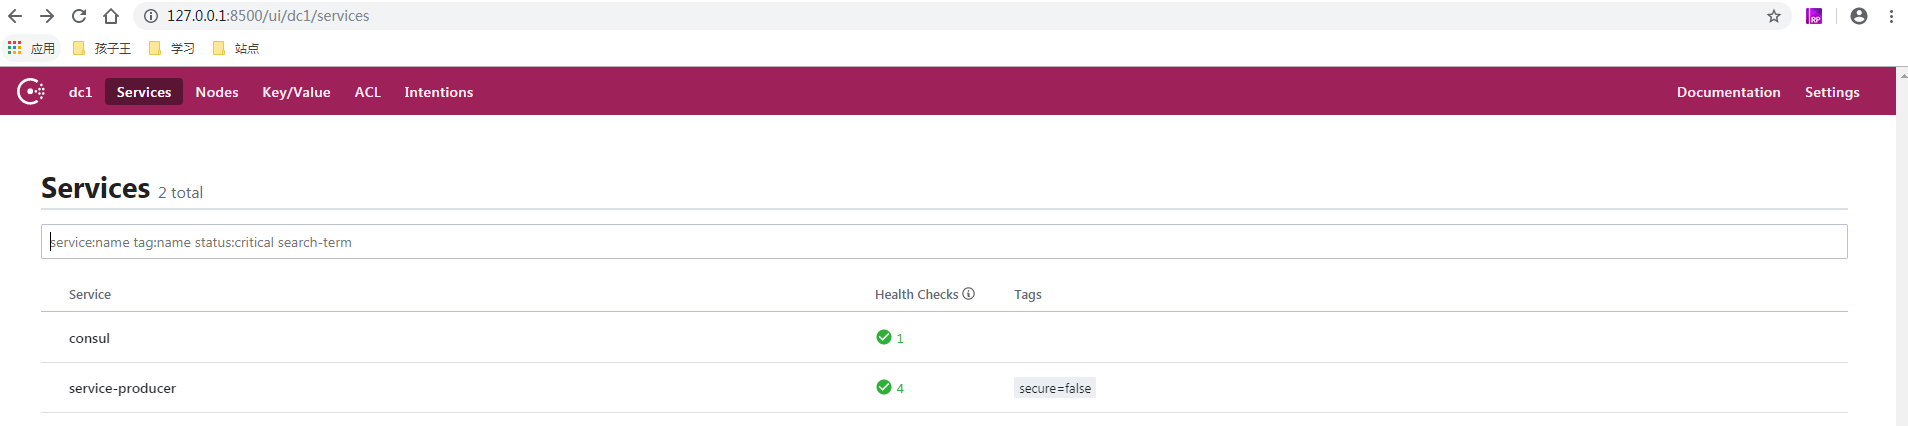 127.0.0.1:8500/ui/dc1/services
RP
应用 孩子王 学习 站点
dc1 Services Nodes Key/Value ACL Intentions Documentation Settings
Services 2 total
service:name tag:name status:critical search-term
Service Health Checks Tags
consul 1
service-producer 4 secure=false